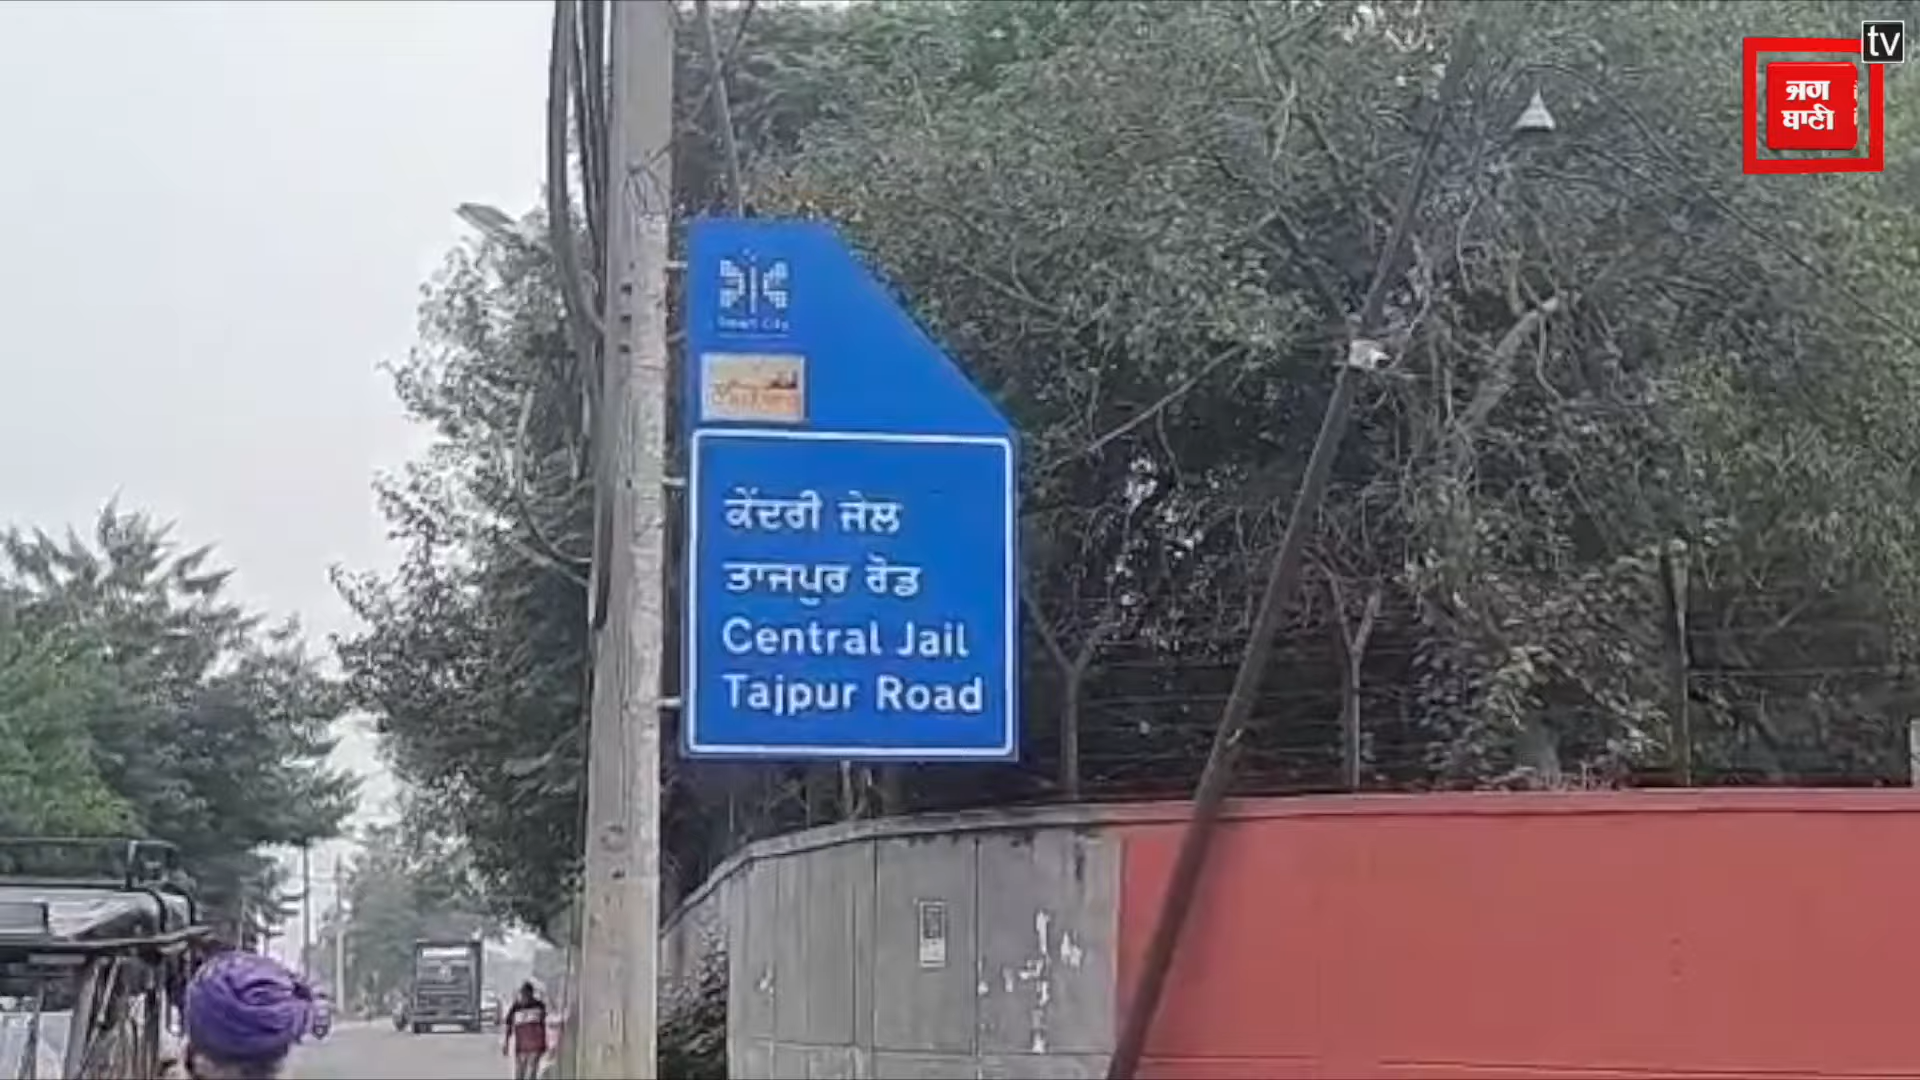 tv
ਜਗ
ਬਾਣੀ
Smart City
ਕੇਂਦਰੀ ਜੇਲ
ਤਾਜਪੁਰ ਰੋਡ
Central Jail
Tajpur Road